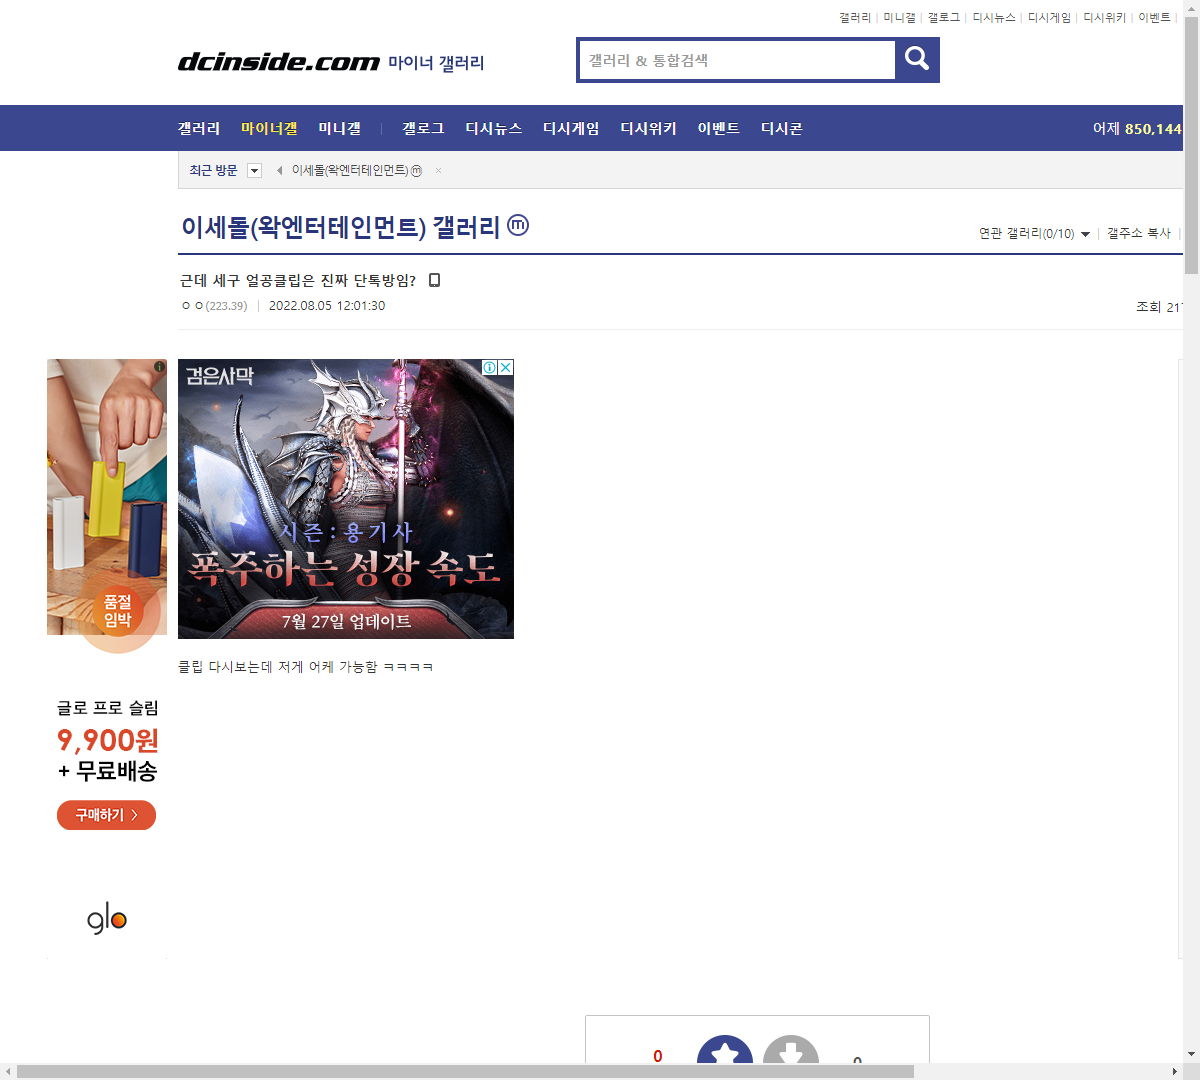 갤러리 | 미니갤 | 갤로그 | 디시뉴스 | 디시게임 | 디시위키 | 이벤트 |
dcinside.com 마이너 갤러리
갤러리 & 통합검색
갤러리 마이너갤 미니갤 | 갤로그 디시뉴스 디시게임 디시위키 이벤트 디시콘
어제 850,144
최근 방문
이세돌(왁엔터테인먼트)ⓜ ×
이세돌(왁엔터테인먼트) 갤러리 ⓜ
연관 갤러리(0/10) | 갤주소 복사 |
근데 세구 얼공클립은 진짜 단톡방임?
ㅇㅇ(223.39) | 2022.08.05 12:01:30
조회 217
품절
임박
글로 프로 슬림
9,900원
+ 무료배송
구매하기 >
glo
검은사막
시즌 : 용기사
폭주하는 성장 속도
7월 27일 업데이트
클립 다시보는데 저게 어케 가능함 ㅋㅋㅋㅋ
0
0